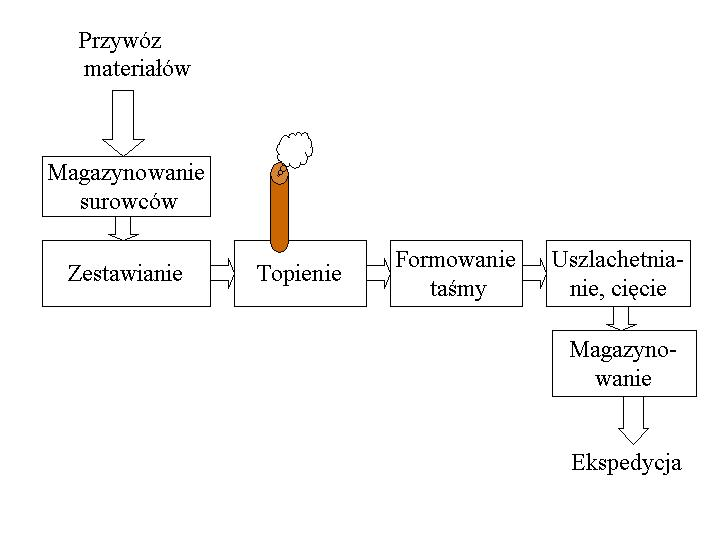 Przywóz
materiałów
Magazynowanie
surowców
Zestawianie
Topienie
Formowanie
taśmy
Uszlachetnia-
nie, cięcie
Magazyno-
wanie
Ekspedycja